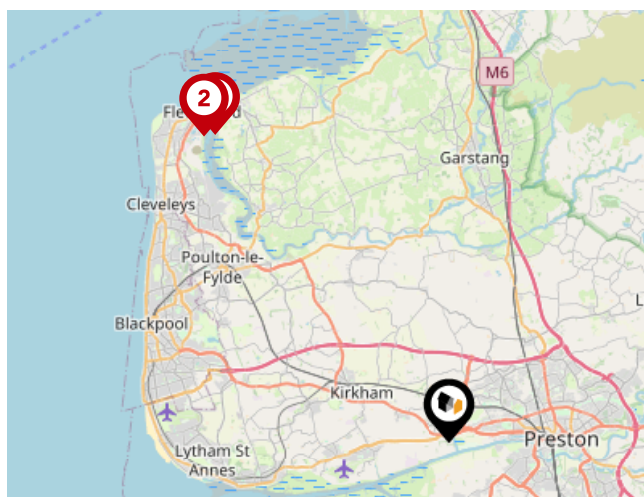 M6
2
Garstang
Cleveleys
Poulton-le-
Fylde
Blackpool
Kirkham
Preston
Lytham St
Annes